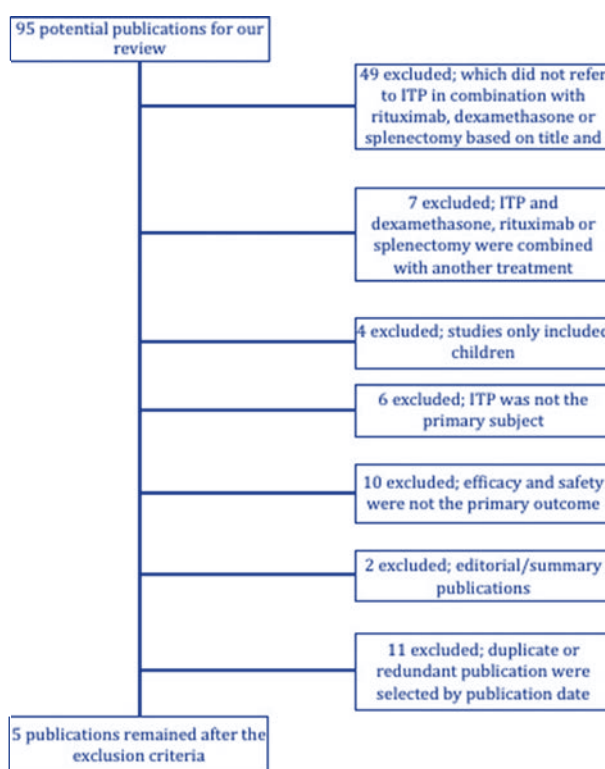 95 potential publications for our
review
49 excluded; which did not refer
to ITP in combination with
rituximab, dexamethasone or
splenectomy based on title and
7 excluded; ITP and
dexamethasone, rituximab or
splenectomy were combined
with another treatment
4 excluded; studies only included
children
6 excluded; ITP was not the
primary subject
10 excluded; efficacy and safety
were not the primary outcome
2 excluded; editorial/summary
publications
11 excluded; duplicate or
redundant publication were
selected by publication date
5 publications remained after the
exclusion criteria